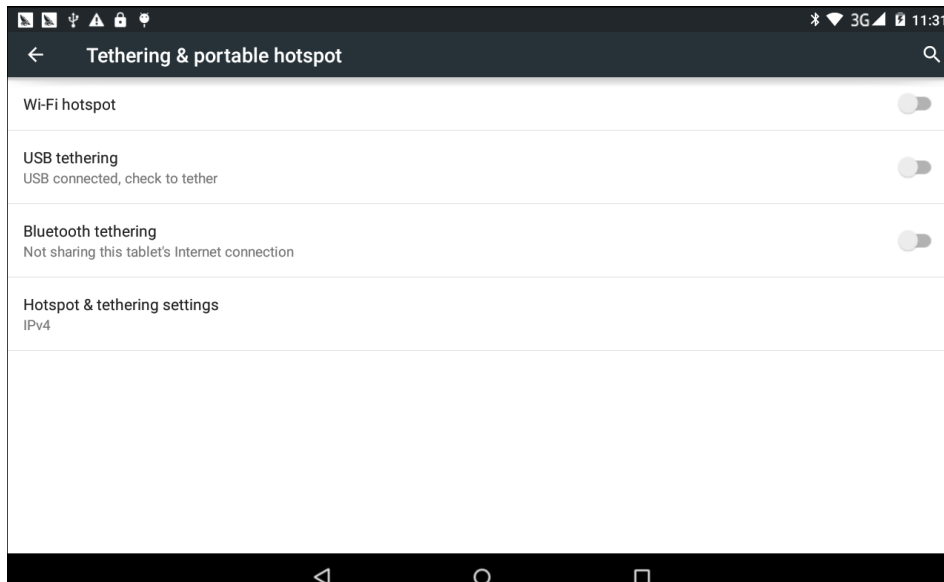 3G 11:31
Tethering & portable hotspot
Wi-Fi hotspot
USB tethering
USB connected, check to tether
Bluetooth tethering
Not sharing this tablet's Internet connection
Hotspot & tethering settings
IPv4